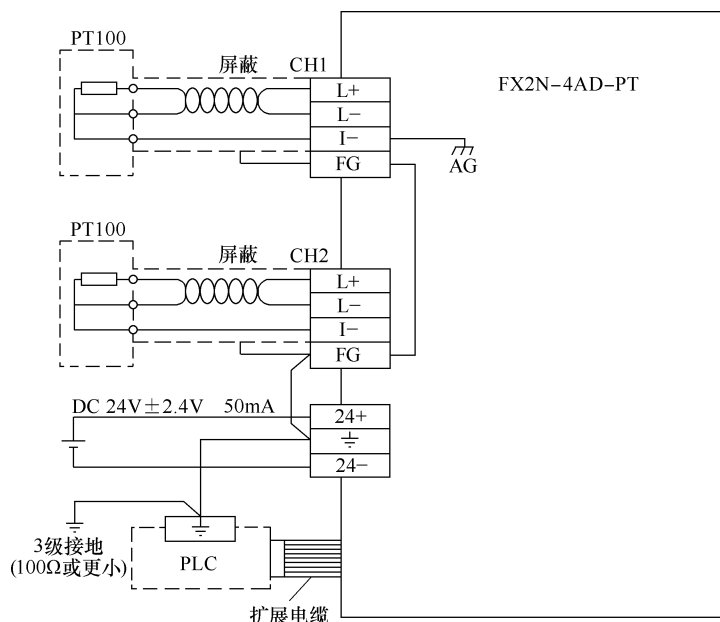 PT100
屏蔽 CH1
FX2N-4AD-PT
L+
L−
I−
FG
AG
PT100
屏蔽 CH2
L+
L−
I−
FG
DC 24V±2.4V 50mA
24+
24−
3级接地
(100Ω或更小)
PLC
扩展电缆